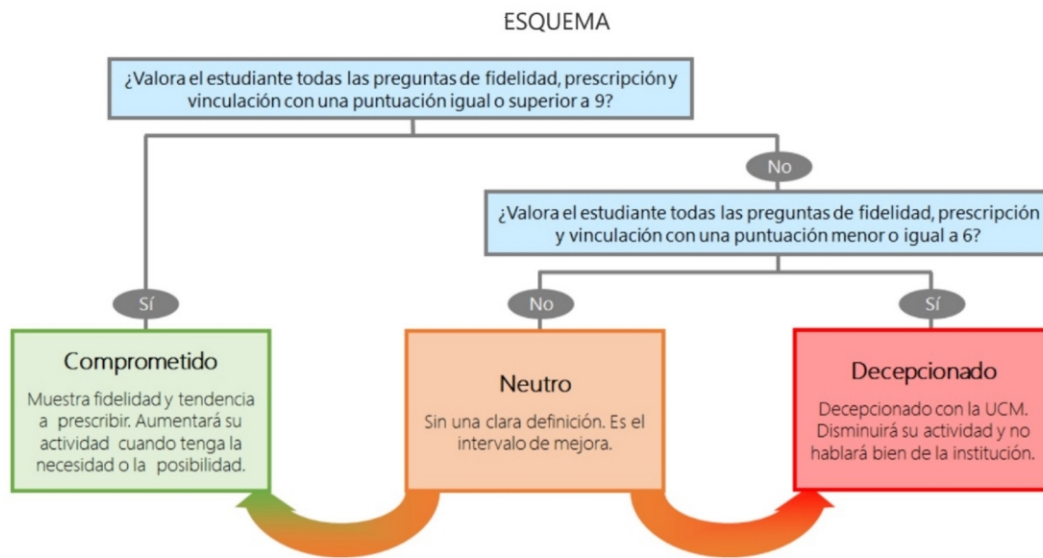 ESQUEMA
¿Valora el estudiante todas las preguntas de fidelidad, prescripción y
vinculación con una puntuación igual o superior a 9?
No
¿Valora el estudiante todas las preguntas de fidelidad, prescripción
y vinculación con una puntuación menor o igual a 6?
Sí
No
Sí
Comprometido
Muestra fidelidad y tendencia
a prescribir. Aumentará su
actividad cuando tenga la
necesidad o la posibilidad.
Neutro
Sin una clara definición. Es el
intervalo de mejora.
Decepcionado
Decepcionado con la UCM.
Disminuirá su actividad y no
hablará bien de la institución.